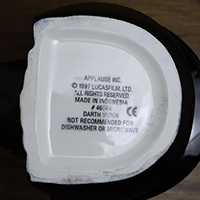 APPLAUSE INC.
© 1997 LUCASFILM, LTD.
ALL RIGHTS RESERVED.
MADE IN INDONESIA
CE
DARTH VADER
NOT RECOMMENDED FOR
DISHWASHER OR MICROWAVE